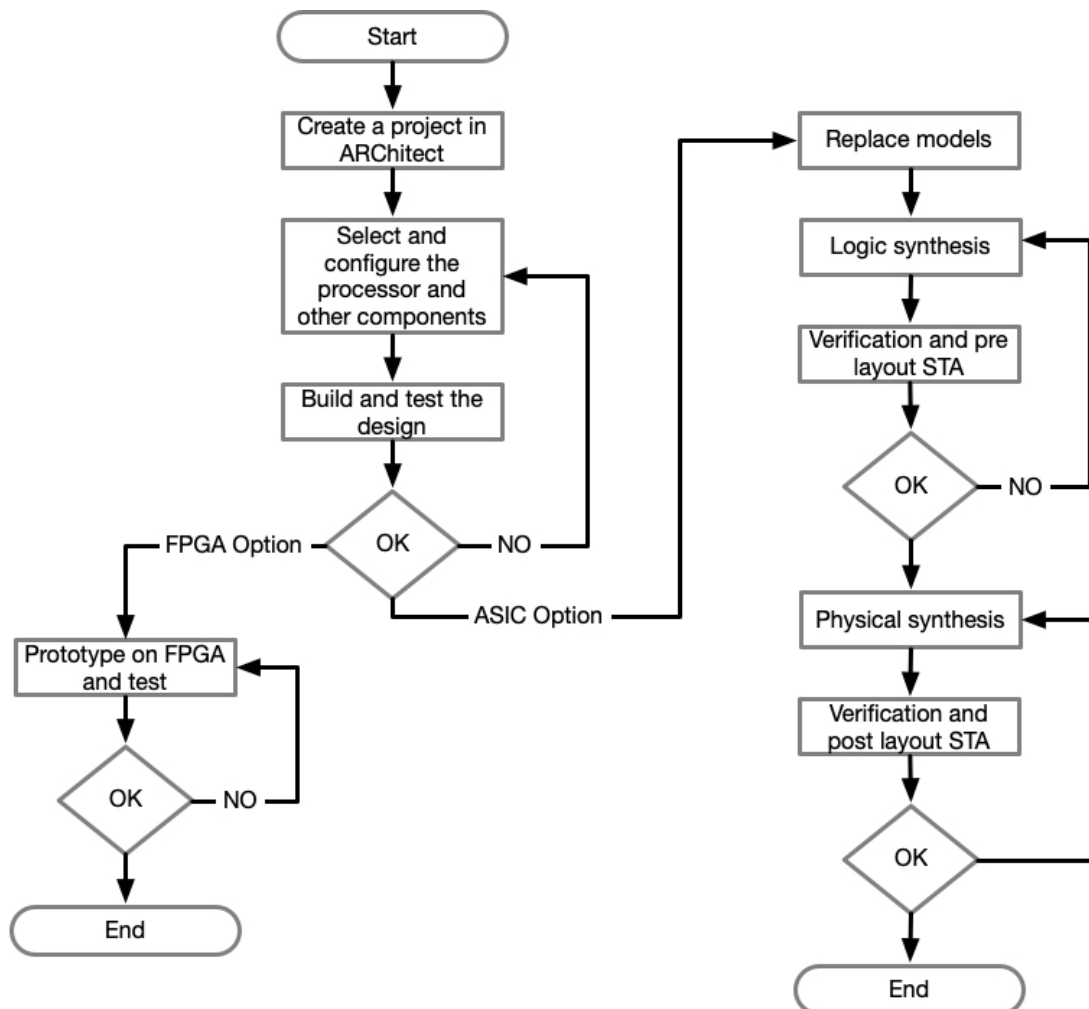 Start
Create a project in
ARChitect
Select and
configure the
processor and
other components
Build and test the
design
OK
NO
FPGA Option
ASIC Option
Prototype on FPGA
and test
OK
NO
End
Replace models
Logic synthesis
Verification and pre
layout STA
OK
NO
Physical synthesis
Verification and
post layout STA
OK
End